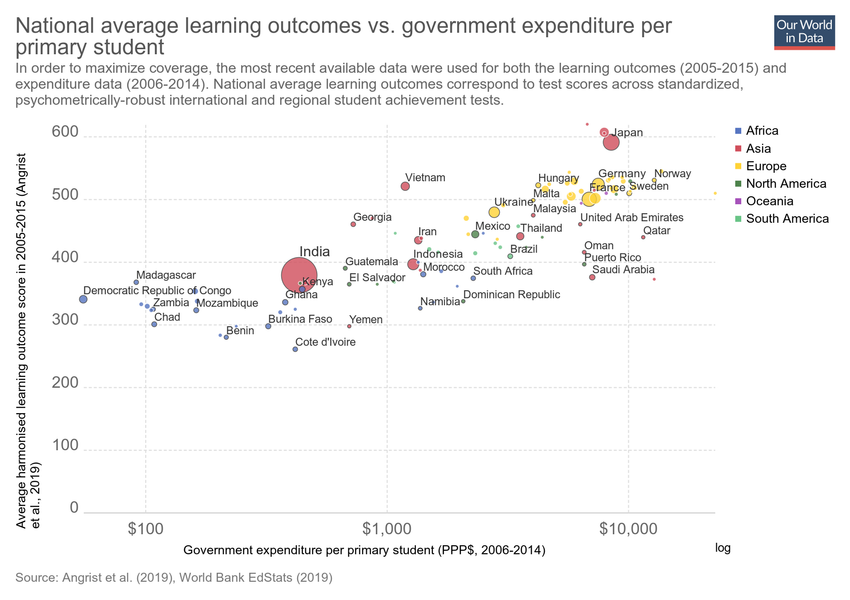 National average learning outcomes vs. government expenditure per
primary student
Our World
in Data
In order to maximize coverage, the most recent available data were used for both the learning outcomes (2005-2015) and
expenditure data (2006-2014). National average learning outcomes correspond to test scores across standardized,
psychometrically-robust international and regional student achievement tests.
Average harmonised learning outcome score in 2005-2015 (Angrist
et al., 2019)
600
500
400
300
200
100
0
Japan
Vietnam
Hungary
Germany
Norway
Malta
France
Sweden
Ukraine
Malaysia
Georgia
United Arab Emirates
Mexico
Thailand
Qatar
Iran
India
Indonesia
Brazil
Oman
Guatemala
Morocco
Puerto Rico
Madagascar
Kenya
El Salvador
South Africa
Saudi Arabia
Democratic Republic of Congo
Ghana
Zambia
Mozambique
Namibia
Dominican Republic
Chad
Burkina Faso
Yemen
Benin
Cote d'Ivoire
Africa
Asia
Europe
North America
Oceania
South America
$100
$1,000
$10,000
Government expenditure per primary student (PPP$, 2006-2014)
log
Source: Angrist et al. (2019), World Bank EdStats (2019)